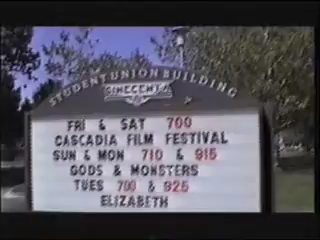 STUDENT UNION BUILDING
CINECENTA
FRI & SAT 700
CASCADIA FILM FESTIVAL
SUN & MON 710 & 915
GODS & MONSTERS
TUES 700 & 925
ELIZABETH